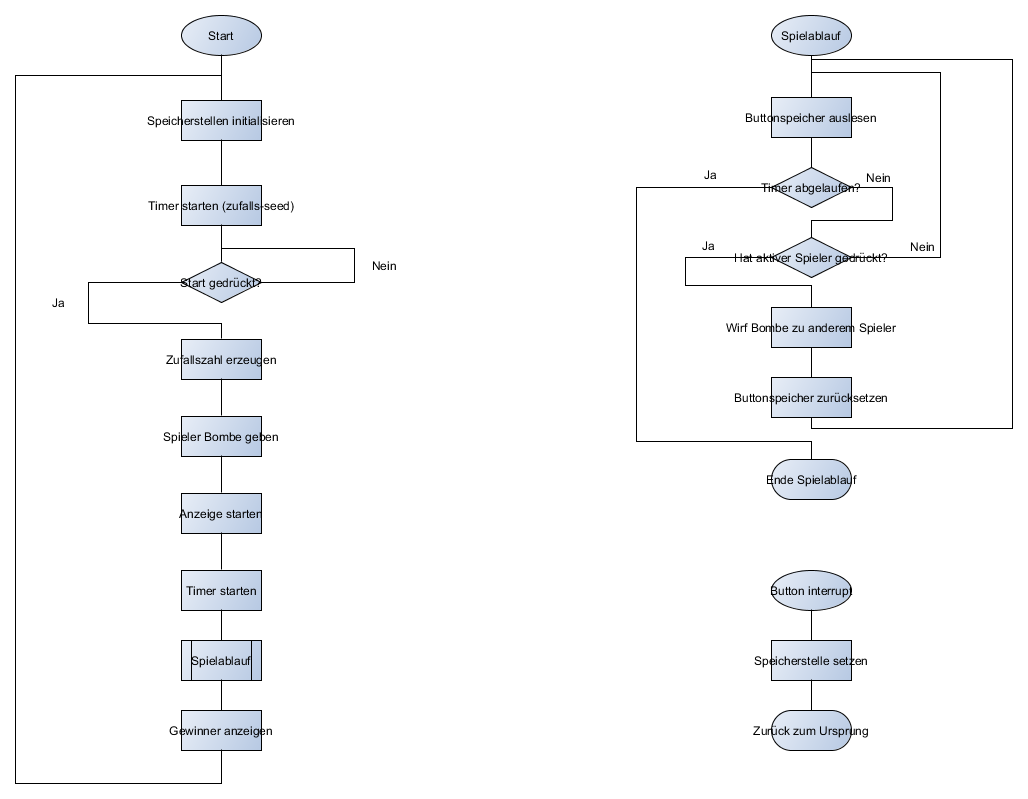 Start
Speicherstellen initialisieren
Timer starten (zufalls-seed)
Start gedrückt?
Nein
Ja
Zufallszahl erzeugen
Spieler Bombe geben
Anzeige starten
Timer starten
Spielablauf
Gewinner anzeigen
Spielablauf
Buttonspeicher auslesen
Ja
Timer abgelaufen?
Nein
Ja
Hat aktiver Spieler gedrückt?
Nein
Wirf Bombe zu anderem Spieler
Buttonspeicher zurücksetzen
Ende Spielablauf
Button interrupt
Speicherstelle setzen
Zurück zum Ursprung